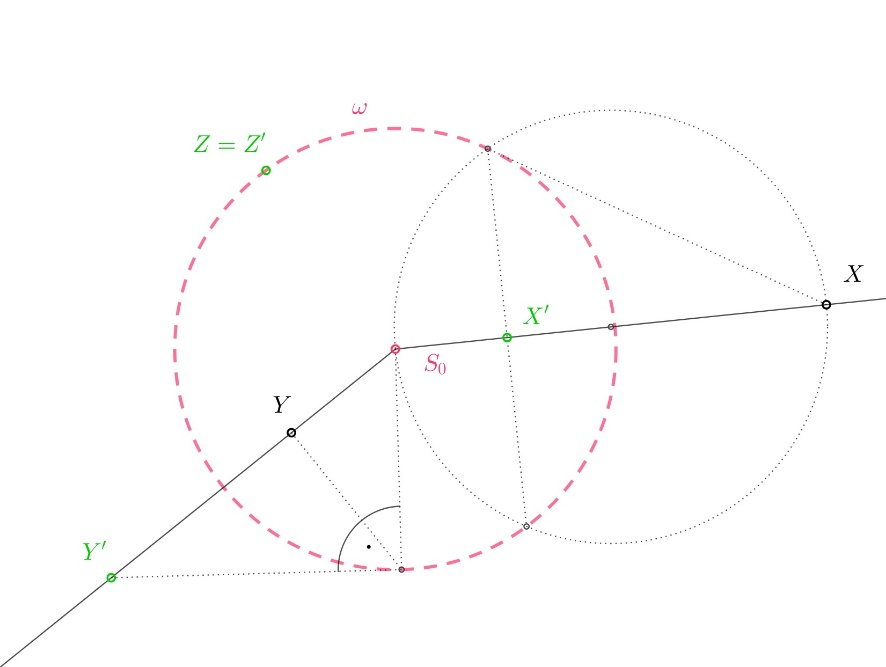 ω
Z = Z′
X
X′
S₀
Y
Y′